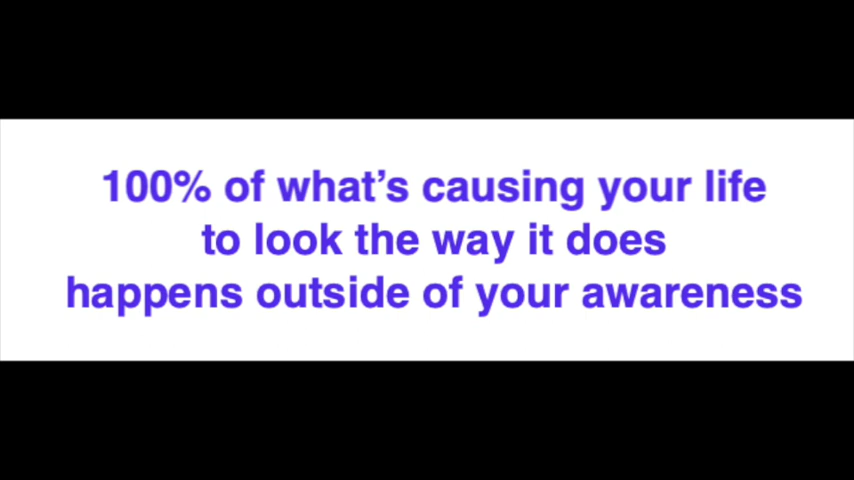 100% of what’s causing your life
to look the way it does
happens outside of your awareness